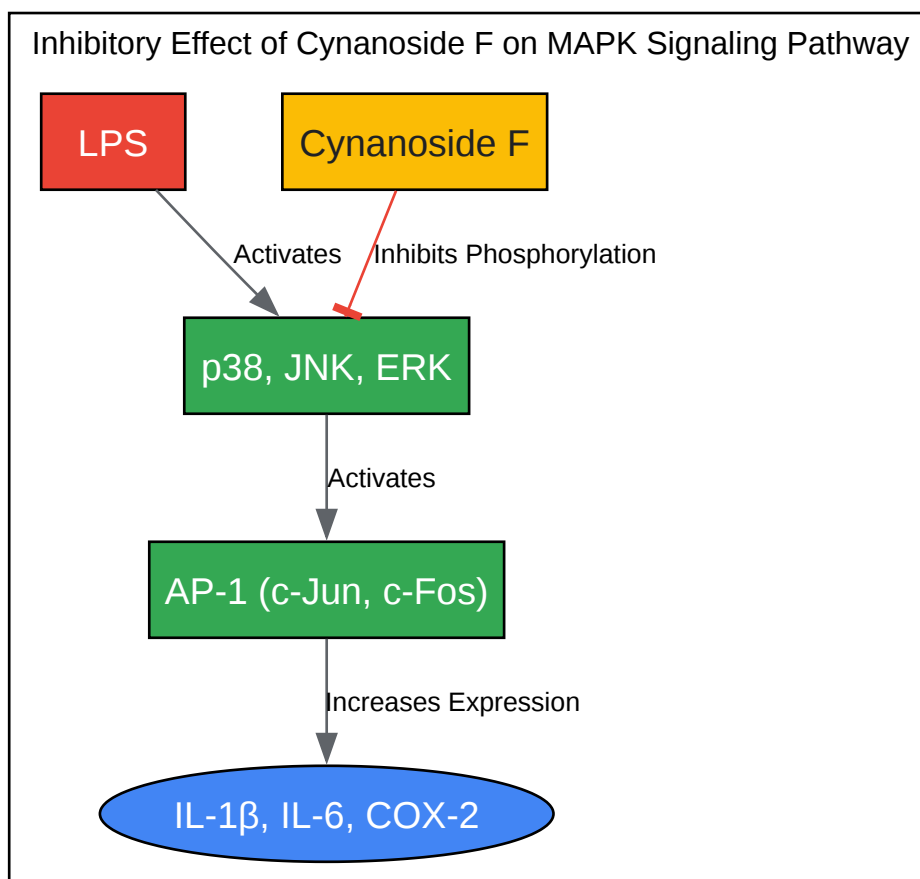 Inhibitory Effect of Cynanoside F on MAPK Signaling Pathway
LPS
Cynanoside F
Activates
Inhibits Phosphorylation
p38, JNK, ERK
Activates
AP-1 (c-Jun, c-Fos)
Increases Expression
IL-1β, IL-6, COX-2